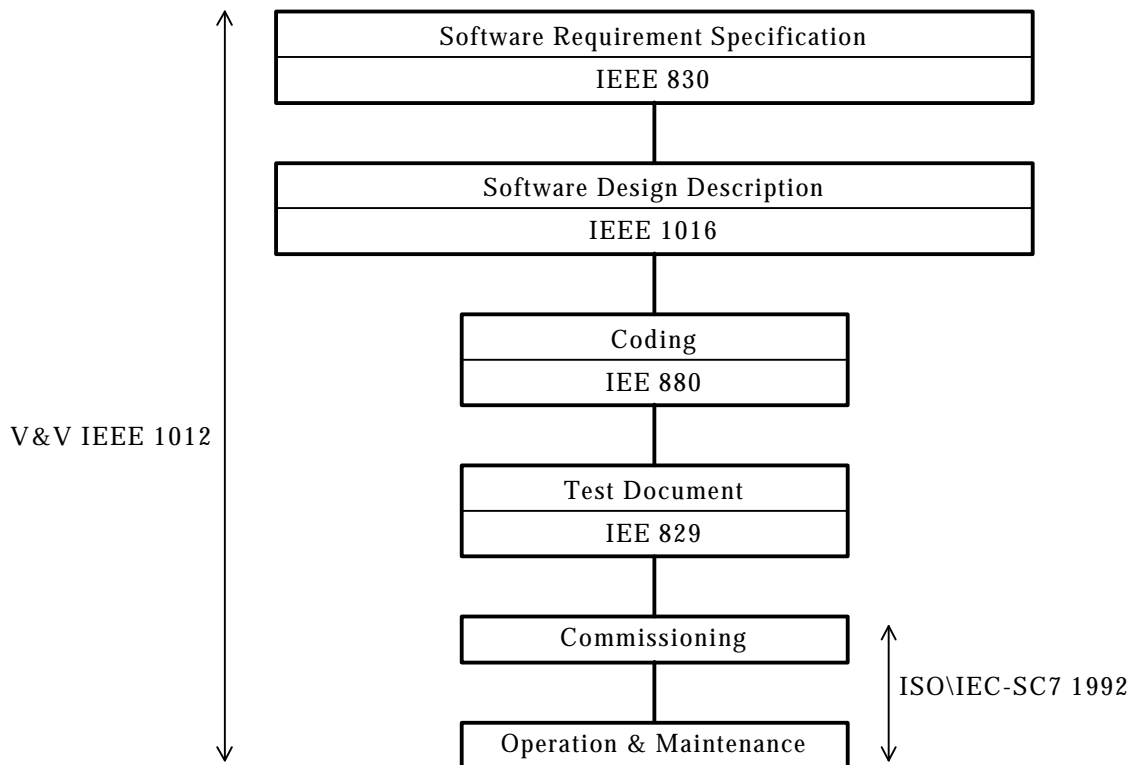 Software Requirement Specification
IEEE 830
Software Design Description
IEEE 1016
Coding
IEE 880
V&V IEEE 1012
Test Document
IEE 829
Commissioning
ISO\IEC-SC7 1992
Operation & Maintenance